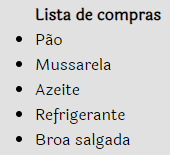 Lista de compras
Pão
Mussarela
Azeite
Refrigerante
Broa salgada